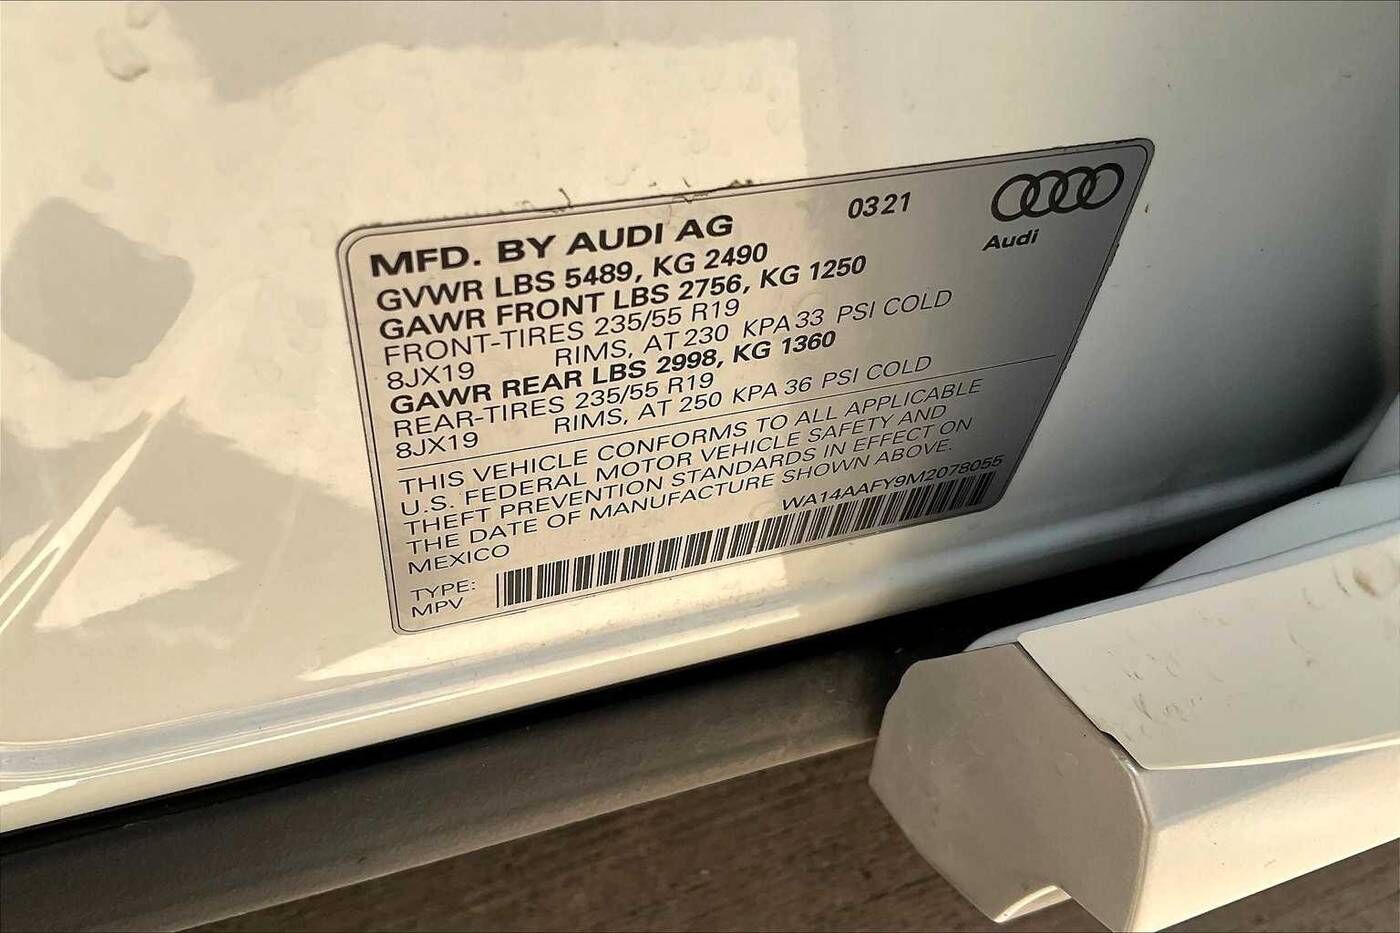 MFD. BY AUDI AG
03 21
Audi
GVWR LBS 5489, KG 2490
GAWR FRONT LBS 2756, KG 1250
FRONT-TIRES 235/55 R19
8JX19 RIMS, AT 230 KPA 33 PSI COLD
GAWR REAR LBS 2998, KG 1360
REAR-TIRES 235/55 R19
8JX19 RIMS, AT 250 KPA 36 PSI COLD
THIS VEHICLE CONFORMS TO ALL APPLICABLE
U.S. FEDERAL MOTOR VEHICLE SAFETY AND
THEFT PREVENTION STANDARDS IN EFFECT ON
THE DATE OF MANUFACTURE SHOWN ABOVE.
MEXICO
WA14AAFY9M2078055
TYPE:
MPV